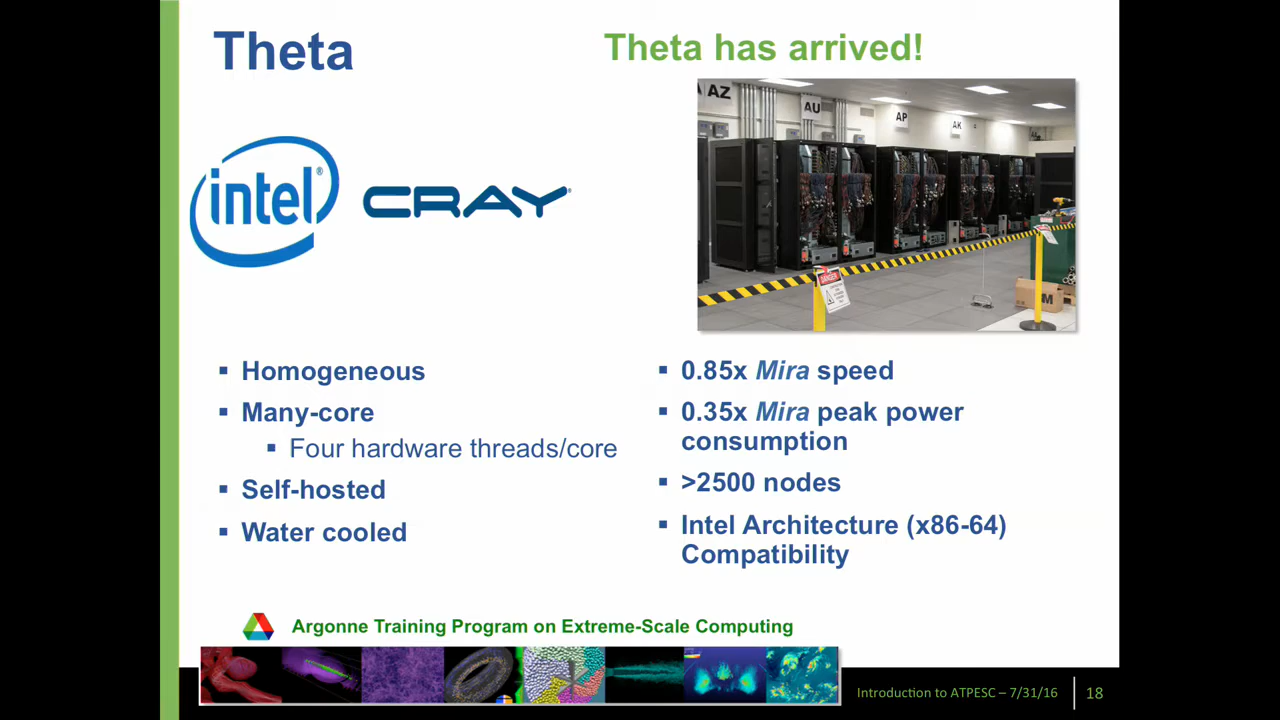 Theta
Theta has arrived!
AZ
AU
AP
AK
intel®
CRAY
DANGER
▪ Homogeneous
▪ Many-core
▪ Four hardware threads/core
▪ Self-hosted
▪ Water cooled
▪ 0.85x Mira speed
▪ 0.35x Mira peak power
consumption
▪ >2500 nodes
▪ Intel Architecture (x86-64)
Compatibility
Argonne Training Program on Extreme-Scale Computing
Introduction to ATPESC – 7/31/16
18